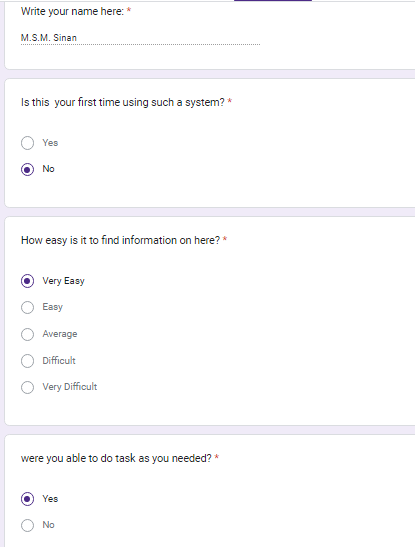 Write your name here: *
M.S.M. Sinan
Is this your first time using such a system? *
Yes
No
How easy is it to find information on here? *
Very Easy
Easy
Average
Difficult
Very Difficult
were you able to do task as you needed? *
Yes
No